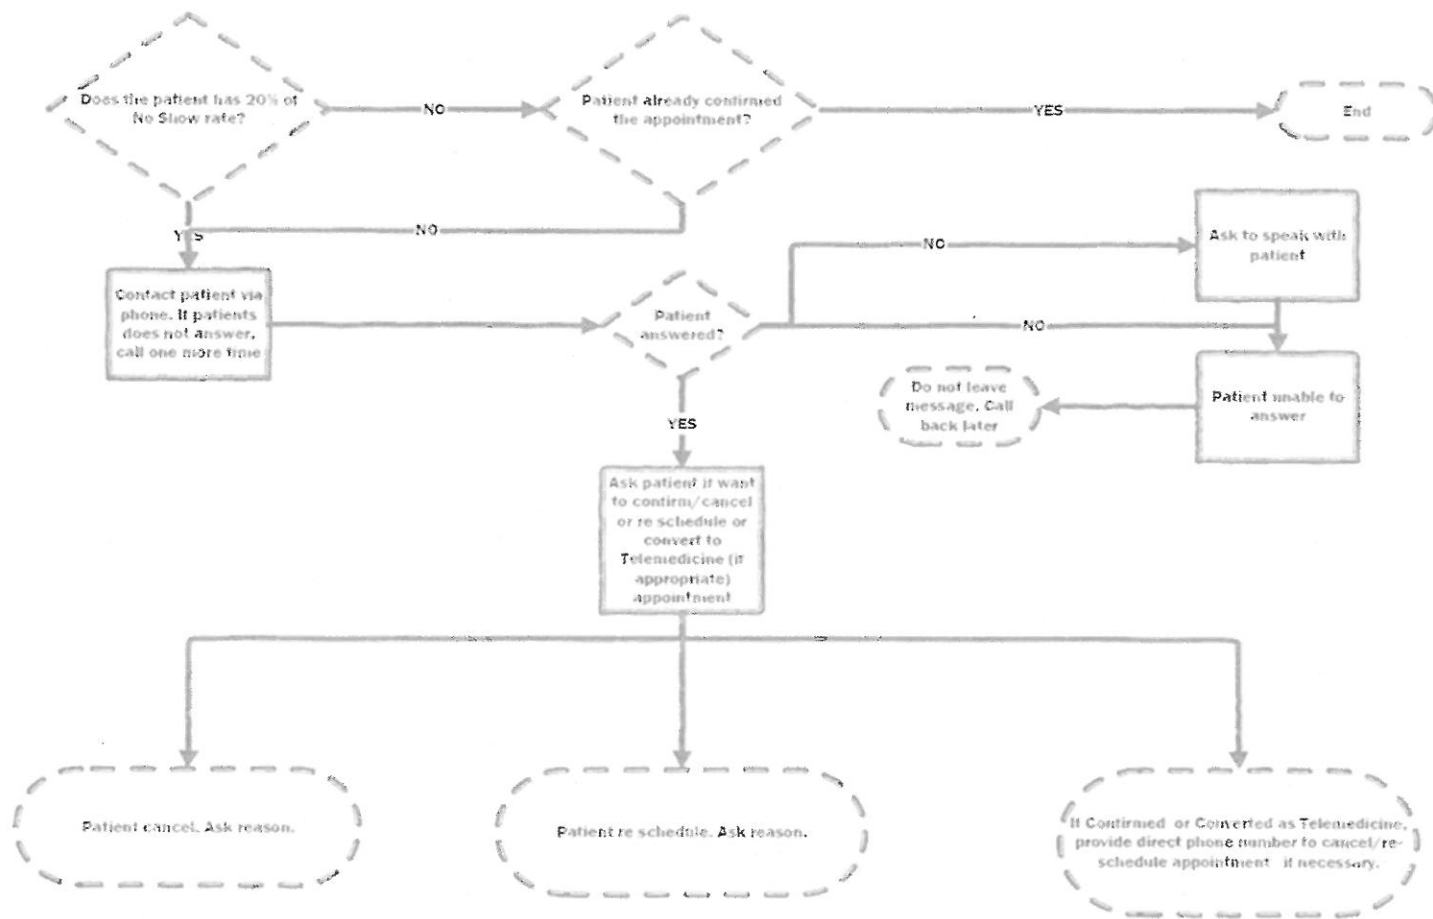 Does the patient has 20% of
No Show rate?
NO
Patient already confirmed
the appointment?
YES
End
YES
NO
NO
Ask to speak with
patient
Contact patient via
phone. If patients
does not answer,
call one more time
Patient
answered?
NO
Do not leave
message. Call
back later
Patient unable to
answer
YES
Ask patient if want
to confirm/cancel
or re schedule or
convert to
Telemedicine (if
appropriate)
appointment
Patient cancel. Ask reason.
Patient re schedule. Ask reason.
If Confirmed or Converted as Telemedicine,
provide direct phone number to cancel/re-
schedule appointment if necessary.